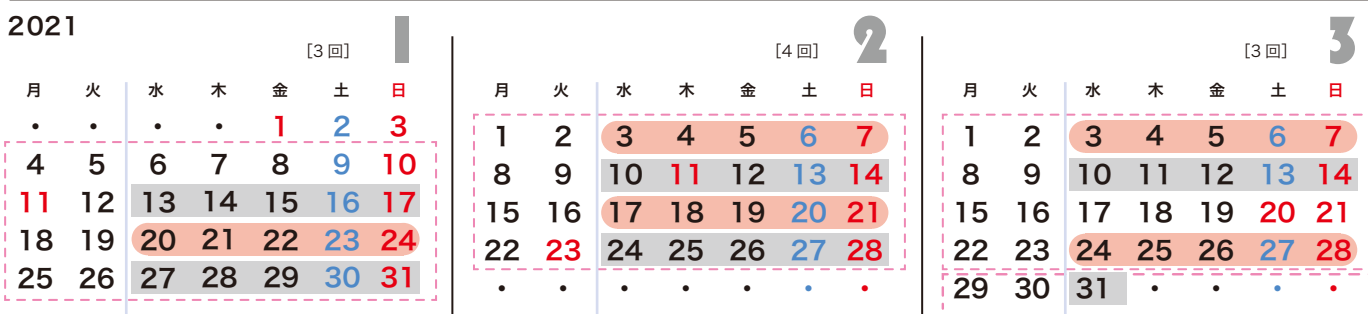 2021
[3回] 1
月 火 水 木 金 土 日
・ ・ ・ ・ 1 2 3
4 5 6 7 8 9 10
11 12 13 14 15 16 17
18 19 20 21 22 23 24
25 26 27 28 29 30 31
[4回] 2
月 火 水 木 金 土 日
1 2 3 4 5 6 7
8 9 10 11 12 13 14
15 16 17 18 19 20 21
22 23 24 25 26 27 28
・ ・ ・ ・ ・ ・ ・
[3回] 3
月 火 水 木 金 土 日
1 2 3 4 5 6 7
8 9 10 11 12 13 14
15 16 17 18 19 20 21
22 23 24 25 26 27 28
29 30 31 ・ ・ ・ ・